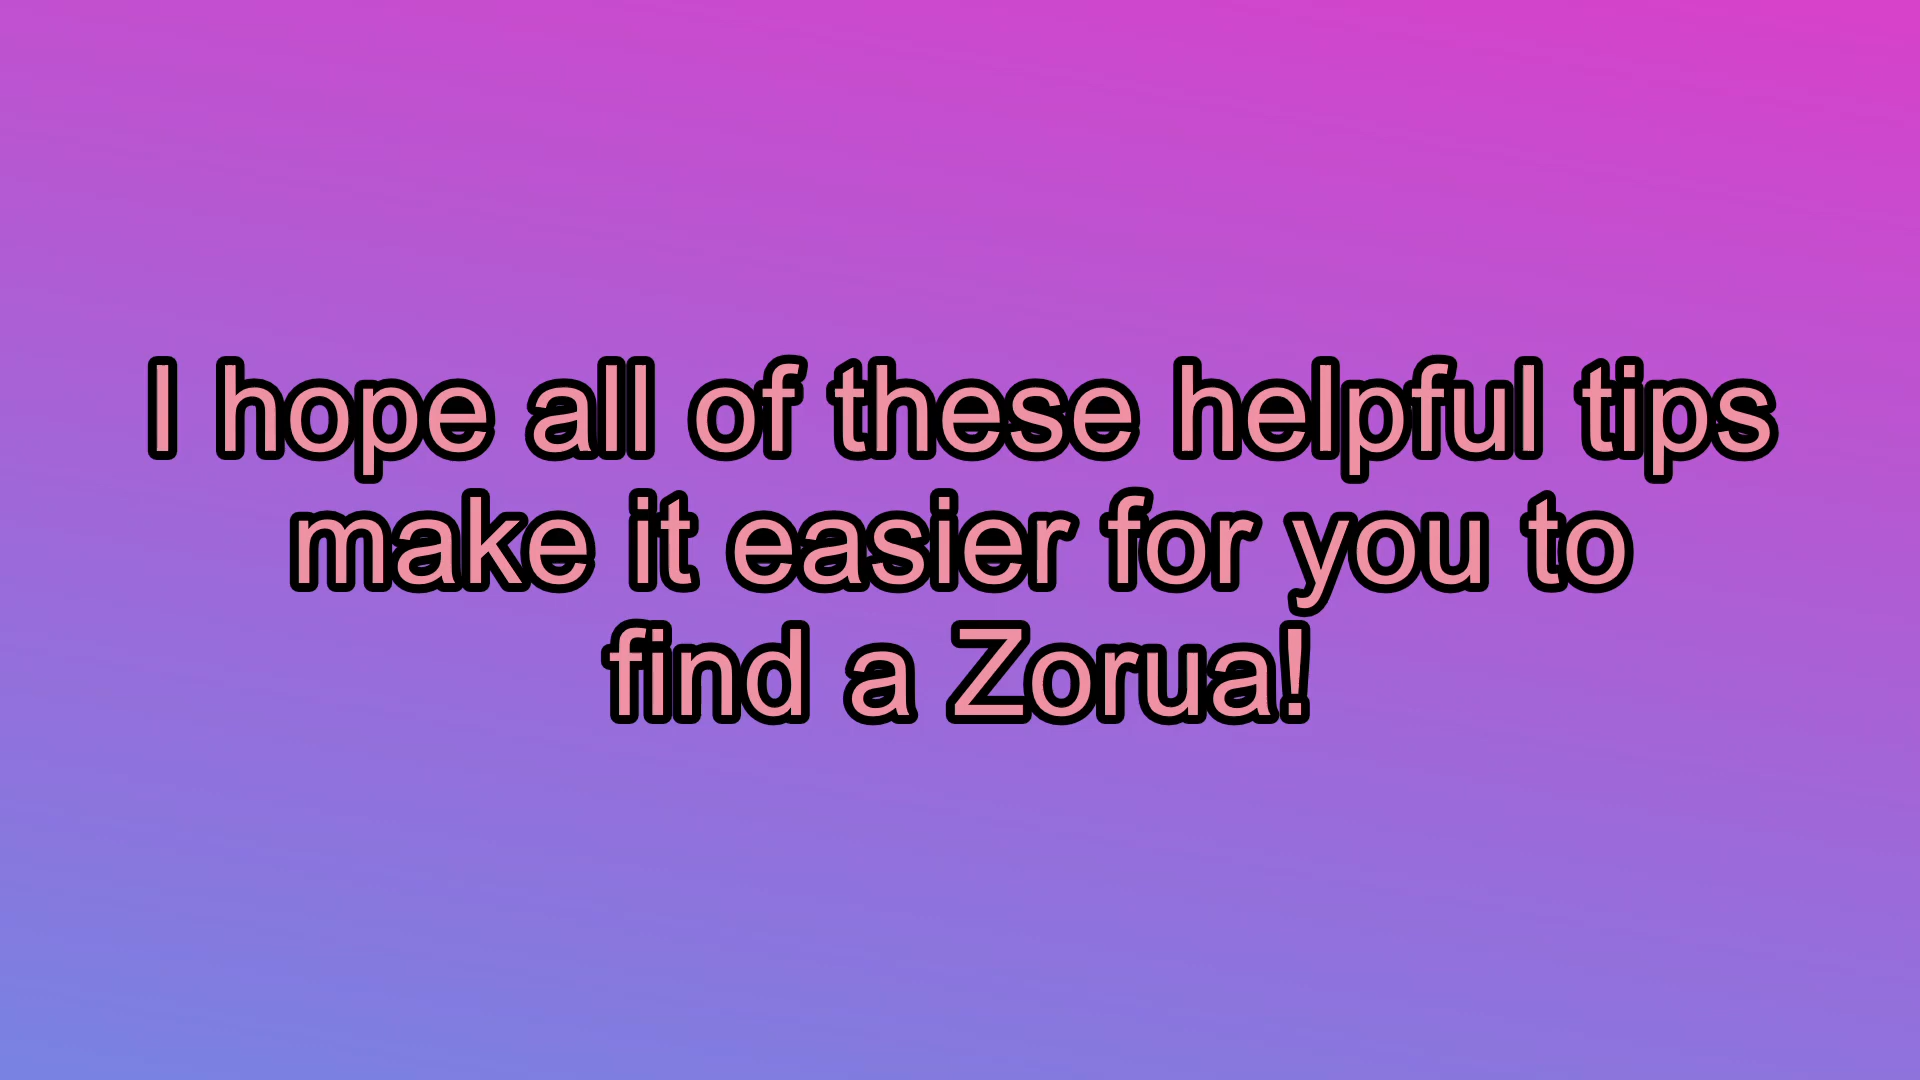 I hope all of these helpful tips
make it easier for you to
find a Zorua!